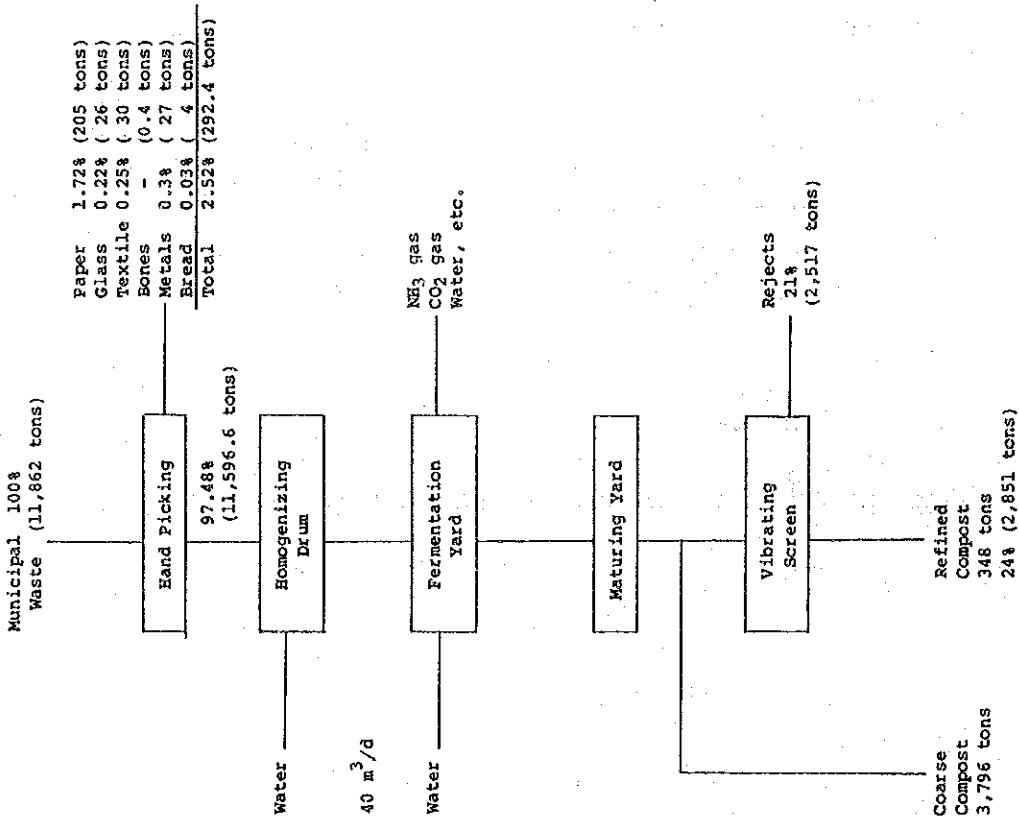 Municipal 100%
Waste (11,862 tons)
Hand Picking
Paper 1.72% (205 tons)
Glass 0.22% ( 26 tons)
Textile 0.25% ( 30 tons)
Bones - (0.4 tons)
Metals 0.3% ( 27 tons)
Bread 0.03% ( 4 tons)
Total 2.52% (292.4 tons)
97.48%
(11,596.6 tons)
Water
Homogenizing
Drum
40 m³/d
Water
Fermentation
Yard
NH₃ gas
CO₂ gas
Water, etc.
Maturing Yard
Vibrating
Screen
Rejects
21%
(2,517 tons)
Coarse
Compost
3,796 tons
Refined
Compost
348 tons
24% (2,851 tons)